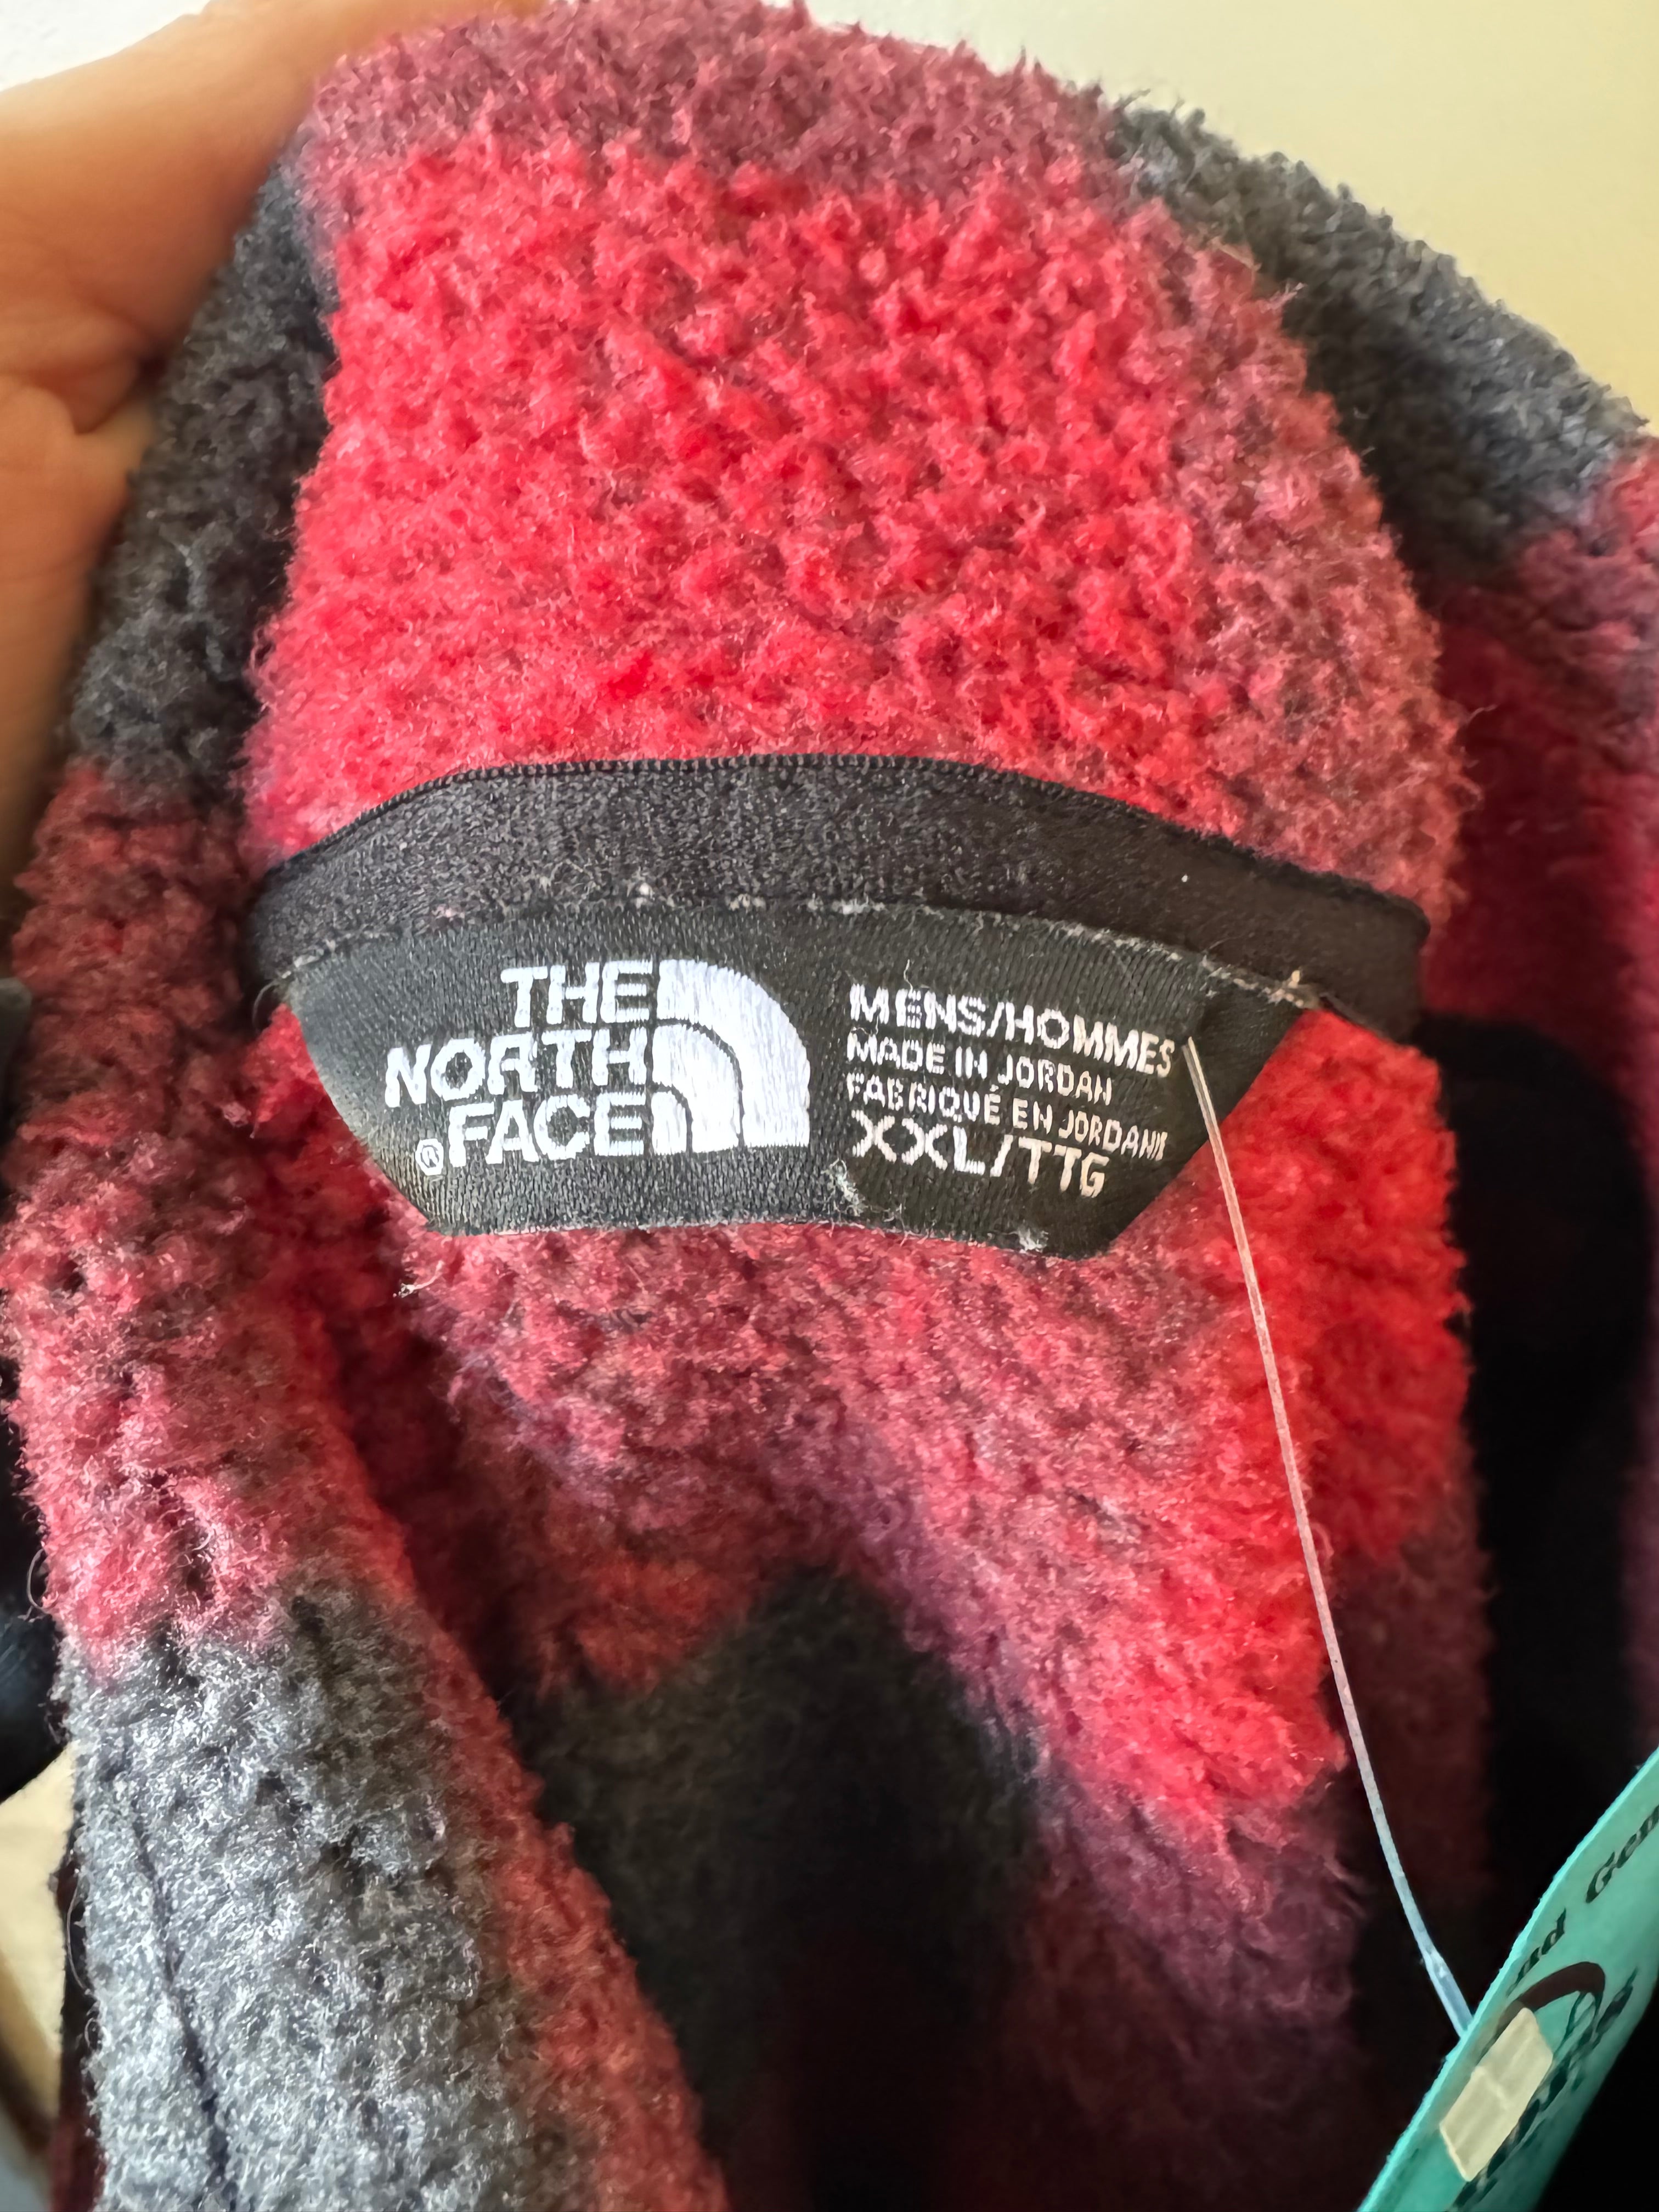 THE
NORTH
FACE
®
MENS/HOMMES
MADE IN JORDAN
FABRIQUÉ EN JORDANIE
XXL/TTG